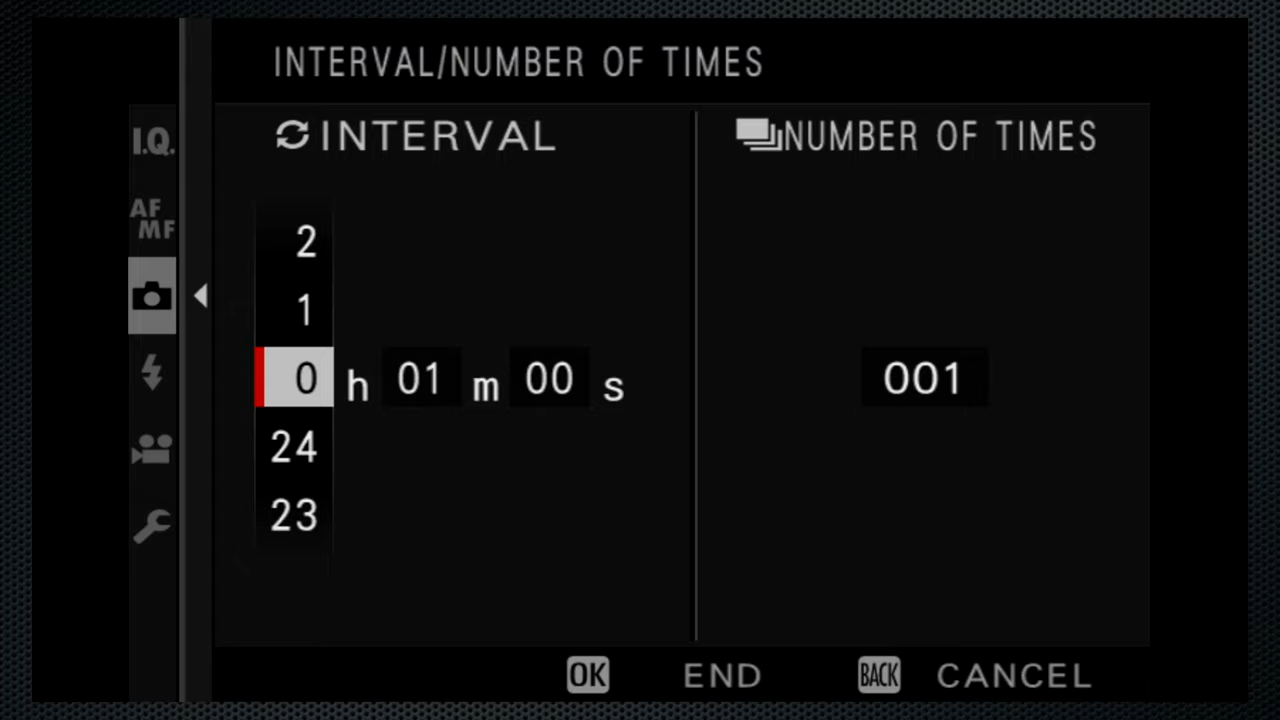 INTERVAL/NUMBER OF TIMES
INTERVAL
NUMBER OF TIMES
I.Q.
AF
MF
2
1
0 h 01 m 00 s
001
24
23
OK END BACK CANCEL